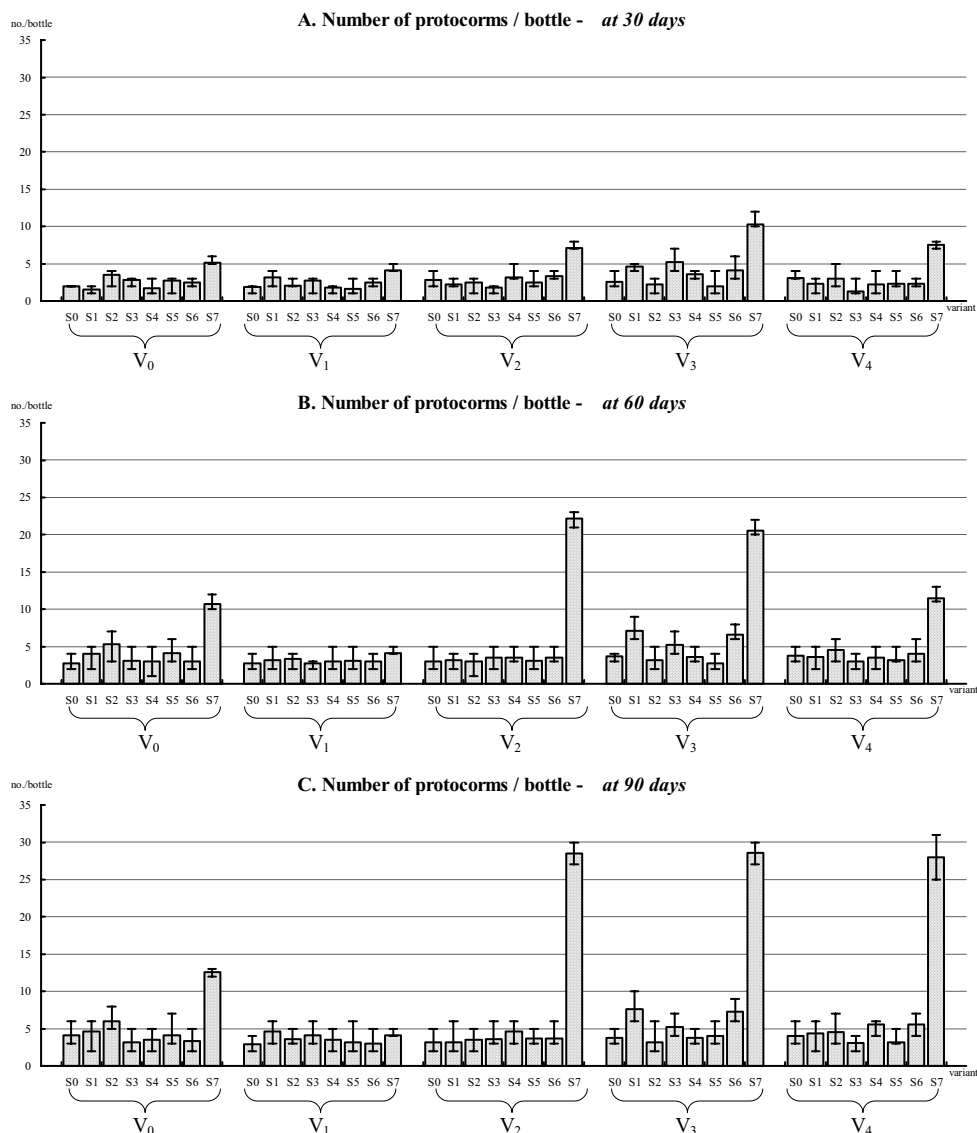 A. Number of protocorms / bottle - at 30 days
no./bottle
35
30
25
20
15
10
5
0
S0 S1 S2 S3 S4 S5 S6 S7 S0 S1 S2 S3 S4 S5 S6 S7 S0 S1 S2 S3 S4 S5 S6 S7 S0 S1 S2 S3 S4 S5 S6 S7 S0 S1 S2 S3 S4 S5 S6 S7 variant
V0 V1 V2 V3 V4
B. Number of protocorms / bottle - at 60 days
no./bottle
35
30
25
20
15
10
5
0
S0 S1 S2 S3 S4 S5 S6 S7 S0 S1 S2 S3 S4 S5 S6 S7 S0 S1 S2 S3 S4 S5 S6 S7 S0 S1 S2 S3 S4 S5 S6 S7 S0 S1 S2 S3 S4 S5 S6 S7 variant
V0 V1 V2 V3 V4
C. Number of protocorms / bottle - at 90 days
no./bottle
35
30
25
20
15
10
5
0
S0 S1 S2 S3 S4 S5 S6 S7 S0 S1 S2 S3 S4 S5 S6 S7 S0 S1 S2 S3 S4 S5 S6 S7 S0 S1 S2 S3 S4 S5 S6 S7 S0 S1 S2 S3 S4 S5 S6 S7 variant
V0 V1 V2 V3 V4